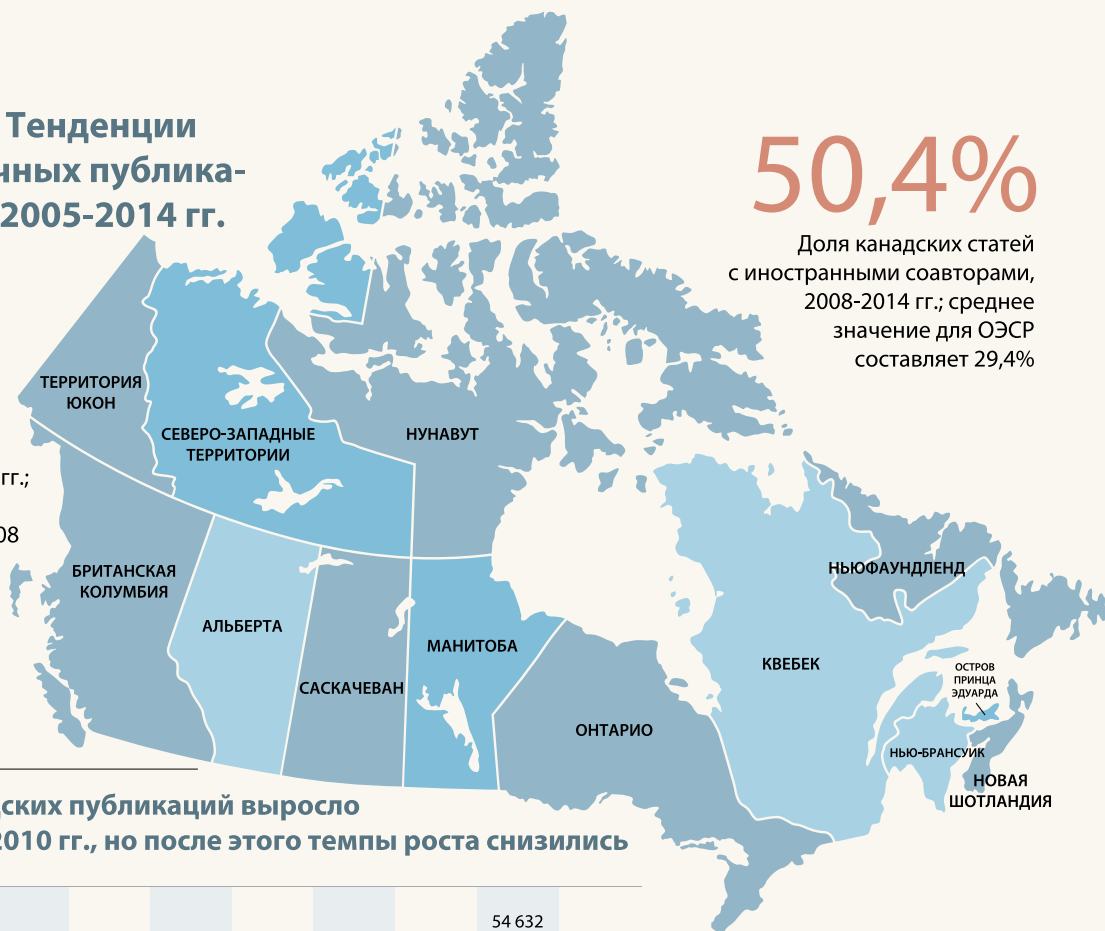 Тенденции
чных публика-
2005-2014 гг.
50,4%
Доля канадских статей
с иностранными соавторами,
2008-2014 гг.; среднее
значение для ОЭСР
составляет 29,4%
ТЕРРИТОРИЯ
ЮКОН
СЕВЕРО-ЗАПАДНЫЕ
ТЕРРИТОРИИ
НУНАВУТ
гг.;
08
БРИТАНСКАЯ
КОЛУМБИЯ
АЛЬБЕРТА
САСКАЧЕВАН
МАНИТОБА
ОНТАРИО
КВЕБЕК
НЬЮФАУНДЛЕНД
ОСТРОВ
ПРИНЦА
ЭДУАРДА
НЬЮ-БРАНСУИК
НОВАЯ
ШОТЛАНДИЯ
дских публикаций выросло
2010 гг., но после этого темпы роста снизились
54 632